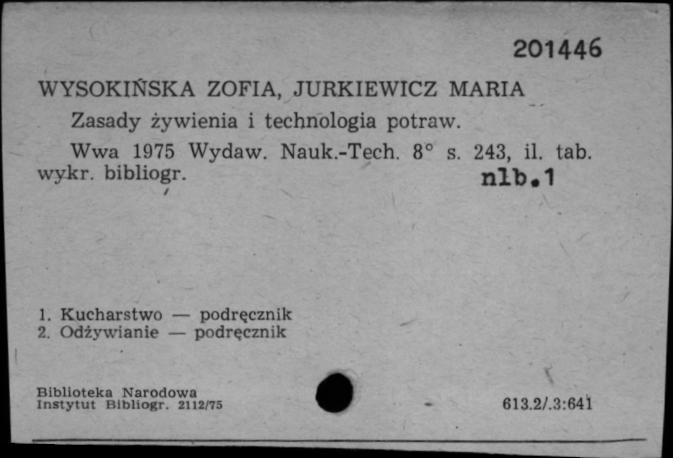 201446
WYSOKIŃSKA ZOFIA, JURKIEWICZ MARIA
Zasady żywienia i technologia potraw.
Wwa 1975 Wydaw. Nauk.-Tech. 8° s. 243, il. tab.
wykr. bibliogr. nlb.1
1. Kucharstwo — podręcznik
2. Odżywianie — podręcznik
Biblioteka Narodowa
Instytut Bibliogr. 2112/75 613.2/.3:641